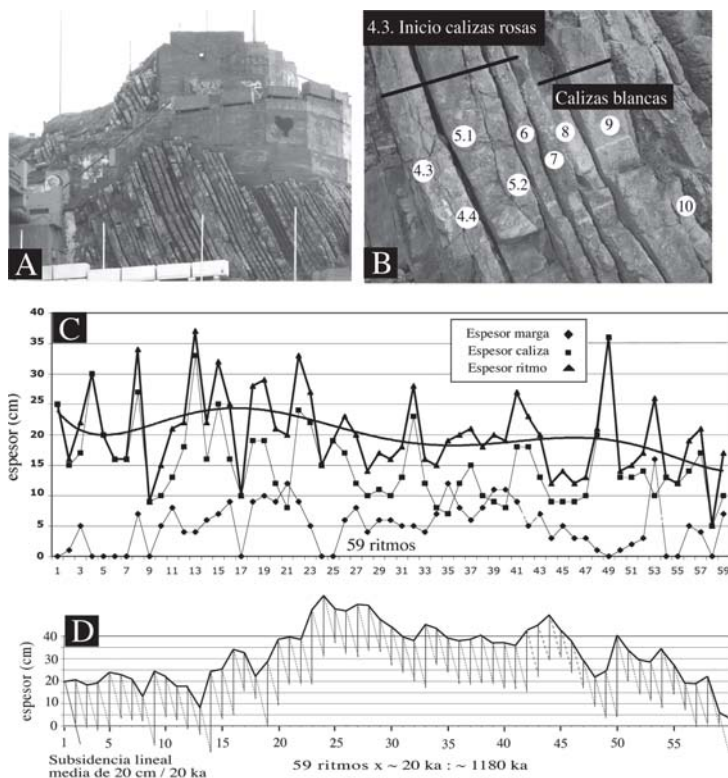 A
4.3. Inicio calizas rosas
Calizas blancas
4.3
4.4
5.1
5.2
6
7
8
9
10
B
C
40
35
30
25
20
15
10
5
0
espesor (cm)
Espesor marga
Espesor caliza
Espesor ritmo
59 ritmos
1 3 5 7 9 11 13 15 17 19 21 23 25 27 29 31 33 35 37 39 41 43 45 47 49 51 53 55 57 59
D
40
30
20
10
0
espesor (cm)
1 5 10 15 20 25 30 35 40 45 50 55
Subsidencia lineal
media de 20 cm / 20 ka
59 ritmos x ~ 20 ka : ~ 1180 ka